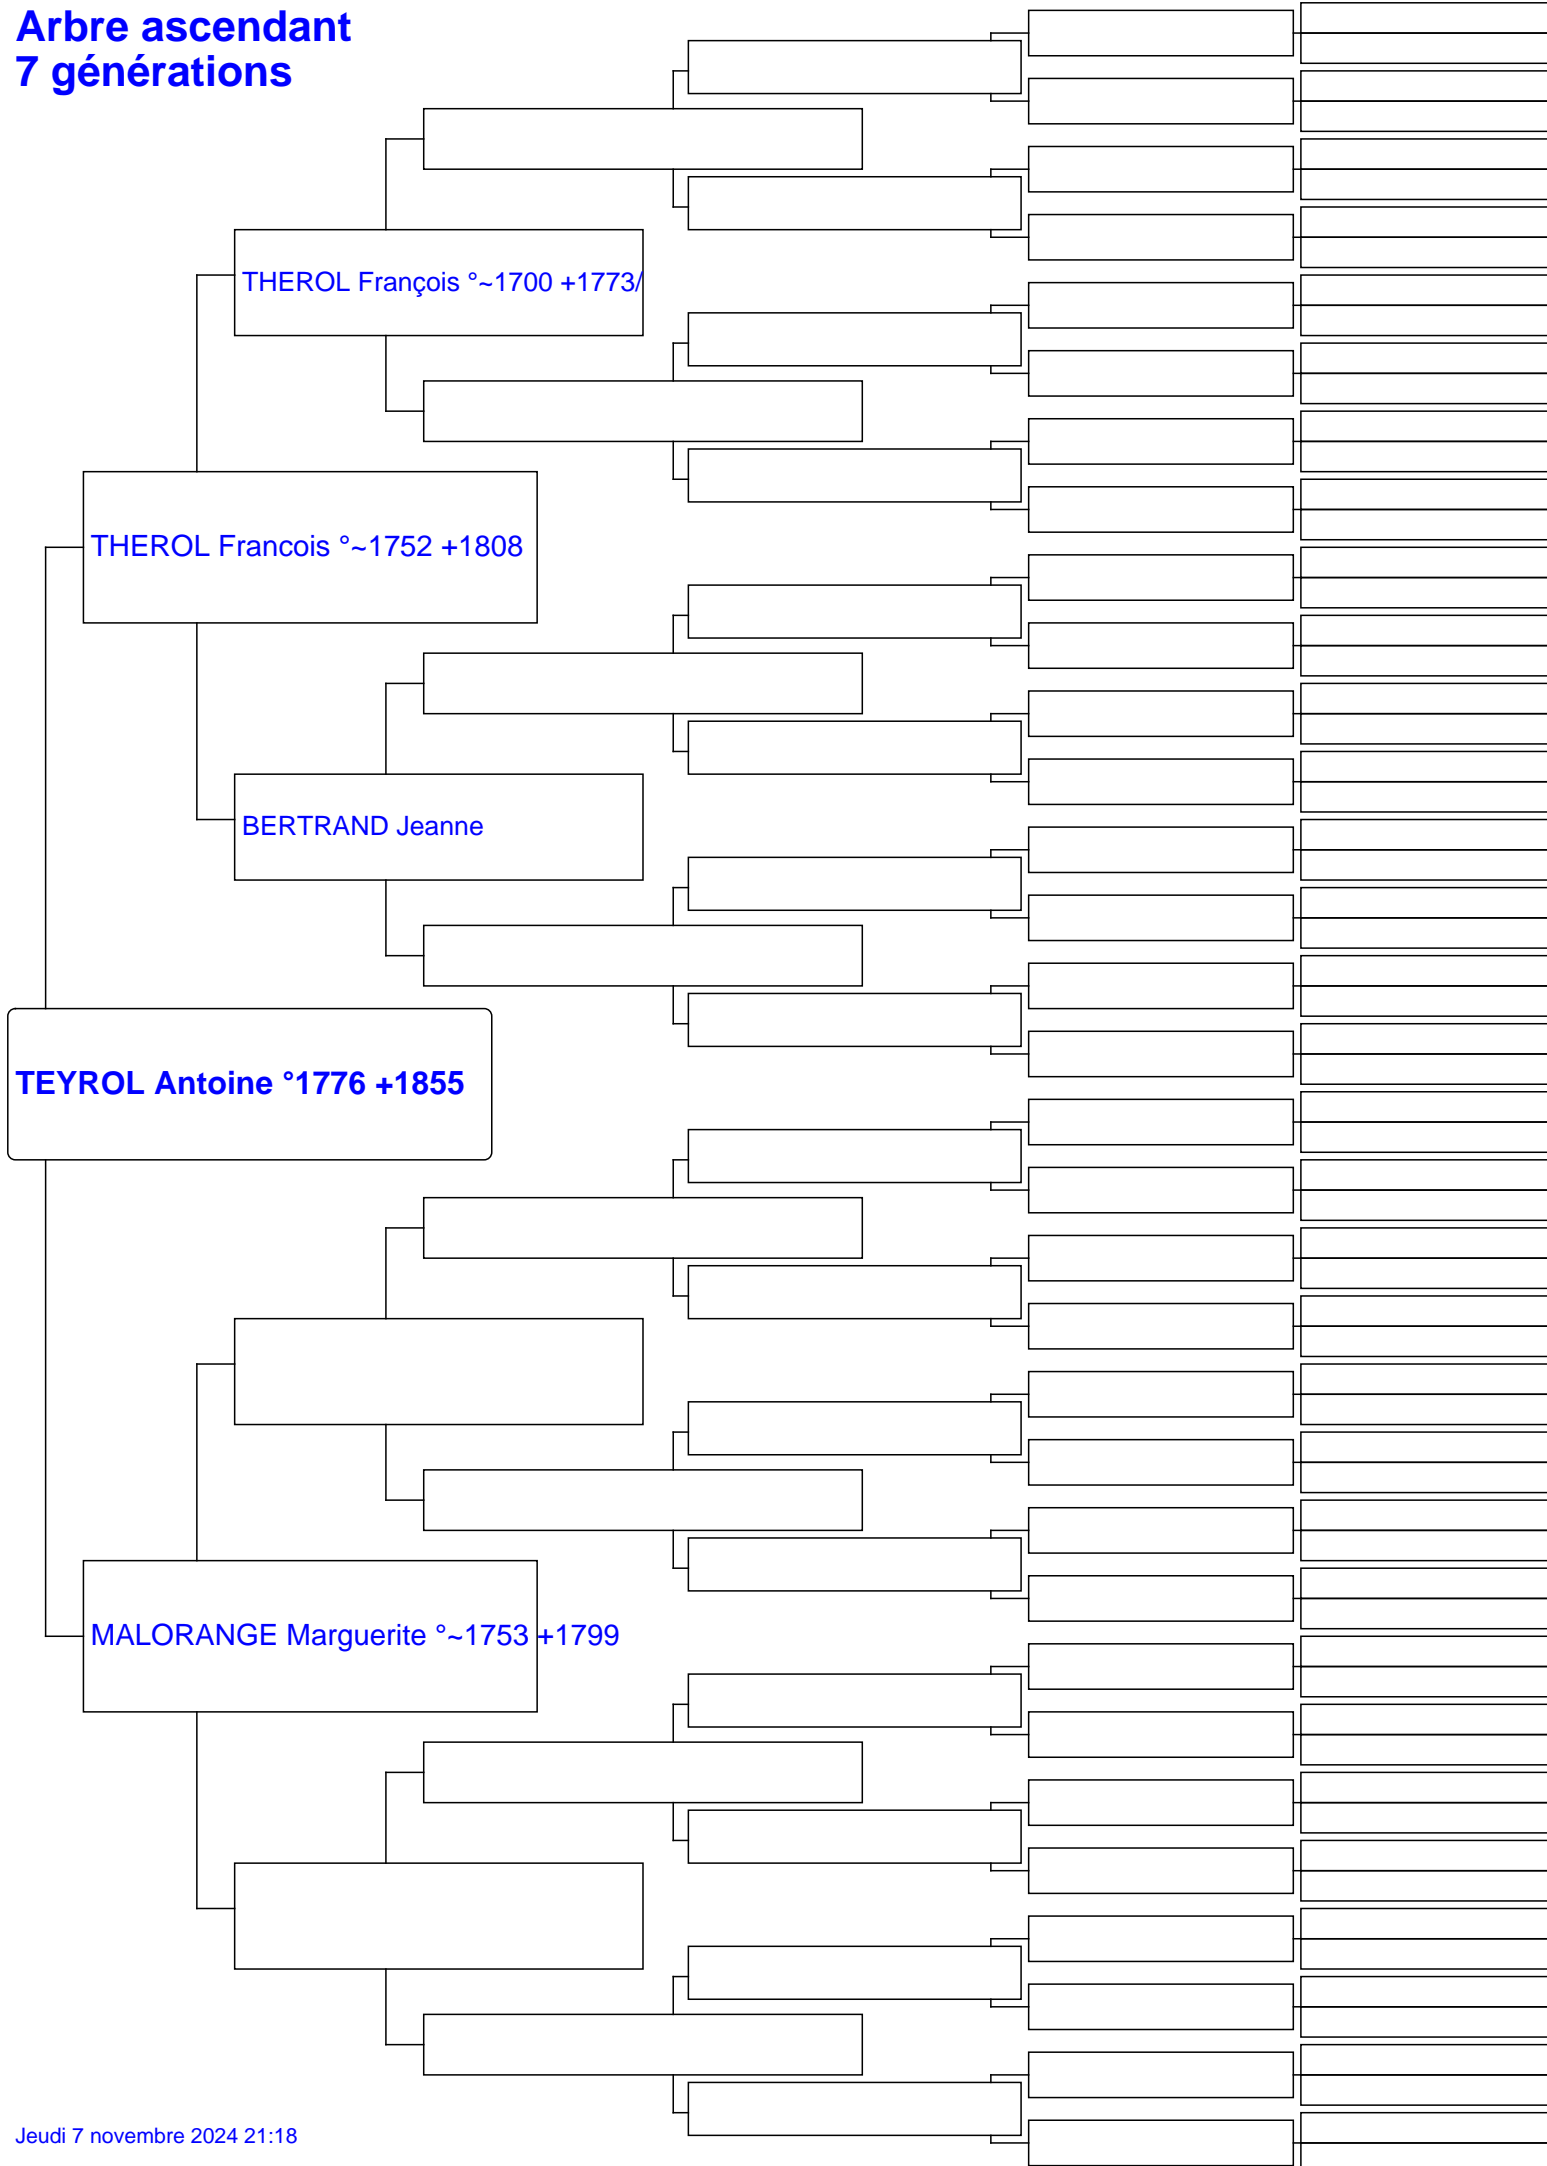 Arbre ascendant
7 générations
THEROL François °~1700 +1773/
THEROL Francois °~1752 +1808
BERTRAND Jeanne
TEYROL Antoine °1776 +1855
MALORANGE Marguerite °~1753 +1799
Jeudi 7 novembre 2024 21:18